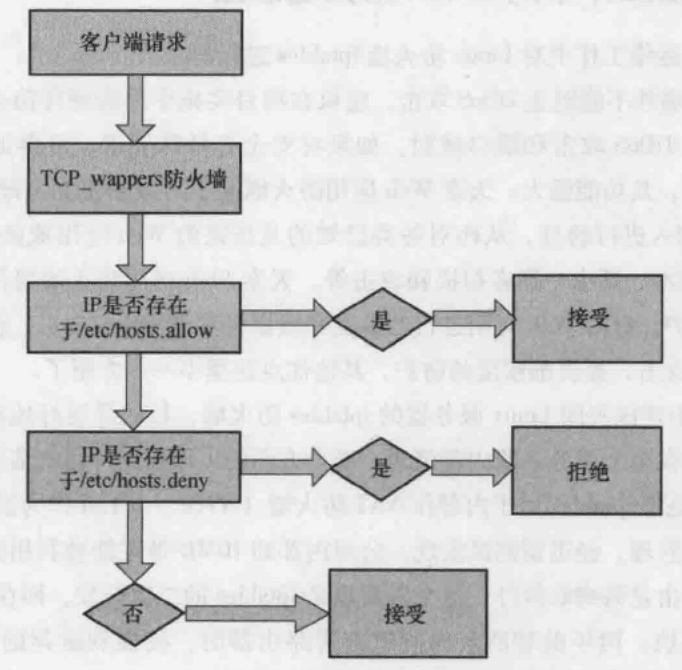 客户端请求
TCP_wappers防火墙
IP是否存在
于/etc/hosts.allow
是
接受
IP是否存在
于/etc/hosts.deny
是
拒绝
否
接受